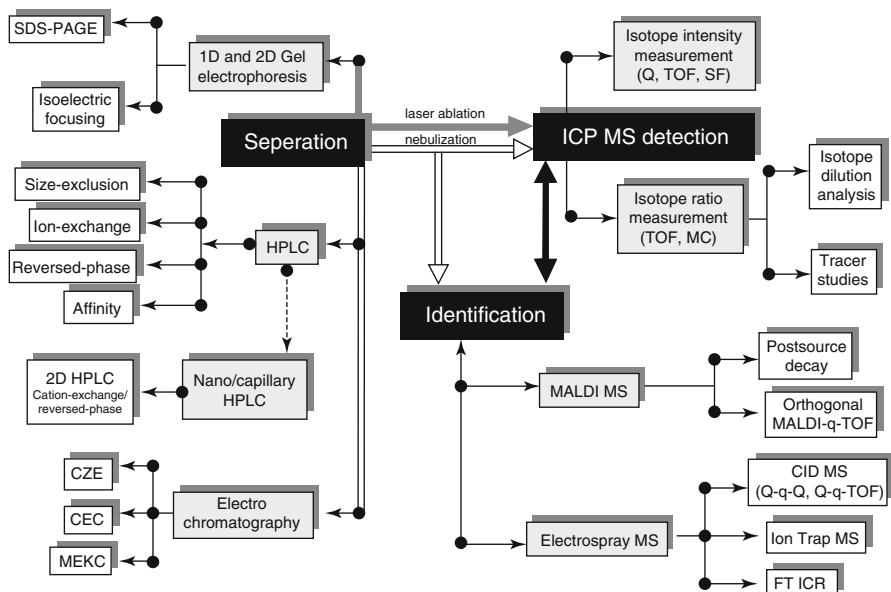 SDS-PAGE
Isoelectric
focusing
1D and 2D Gel
electrophoresis
Seperation
laser ablation
nebulization
ICP MS detection
Isotope intensity
measurement
(Q, TOF, SF)
Isotope ratio
measurement
(TOF, MC)
Isotope
dilution
analysis
Tracer
studies
Size-exclusion
Ion-exchange
Reversed-phase
Affinity
HPLC
Identification
2D HPLC
Cation-exchange/
reversed-phase
Nano/capillary
HPLC
MALDI MS
Postsource
decay
Orthogonal
MALDI-q-TOF
CZE
CEC
MEKC
Electro
chromatography
Electrospray MS
CID MS
(Q-q-Q, Q-q-TOF)
Ion Trap MS
FT ICR